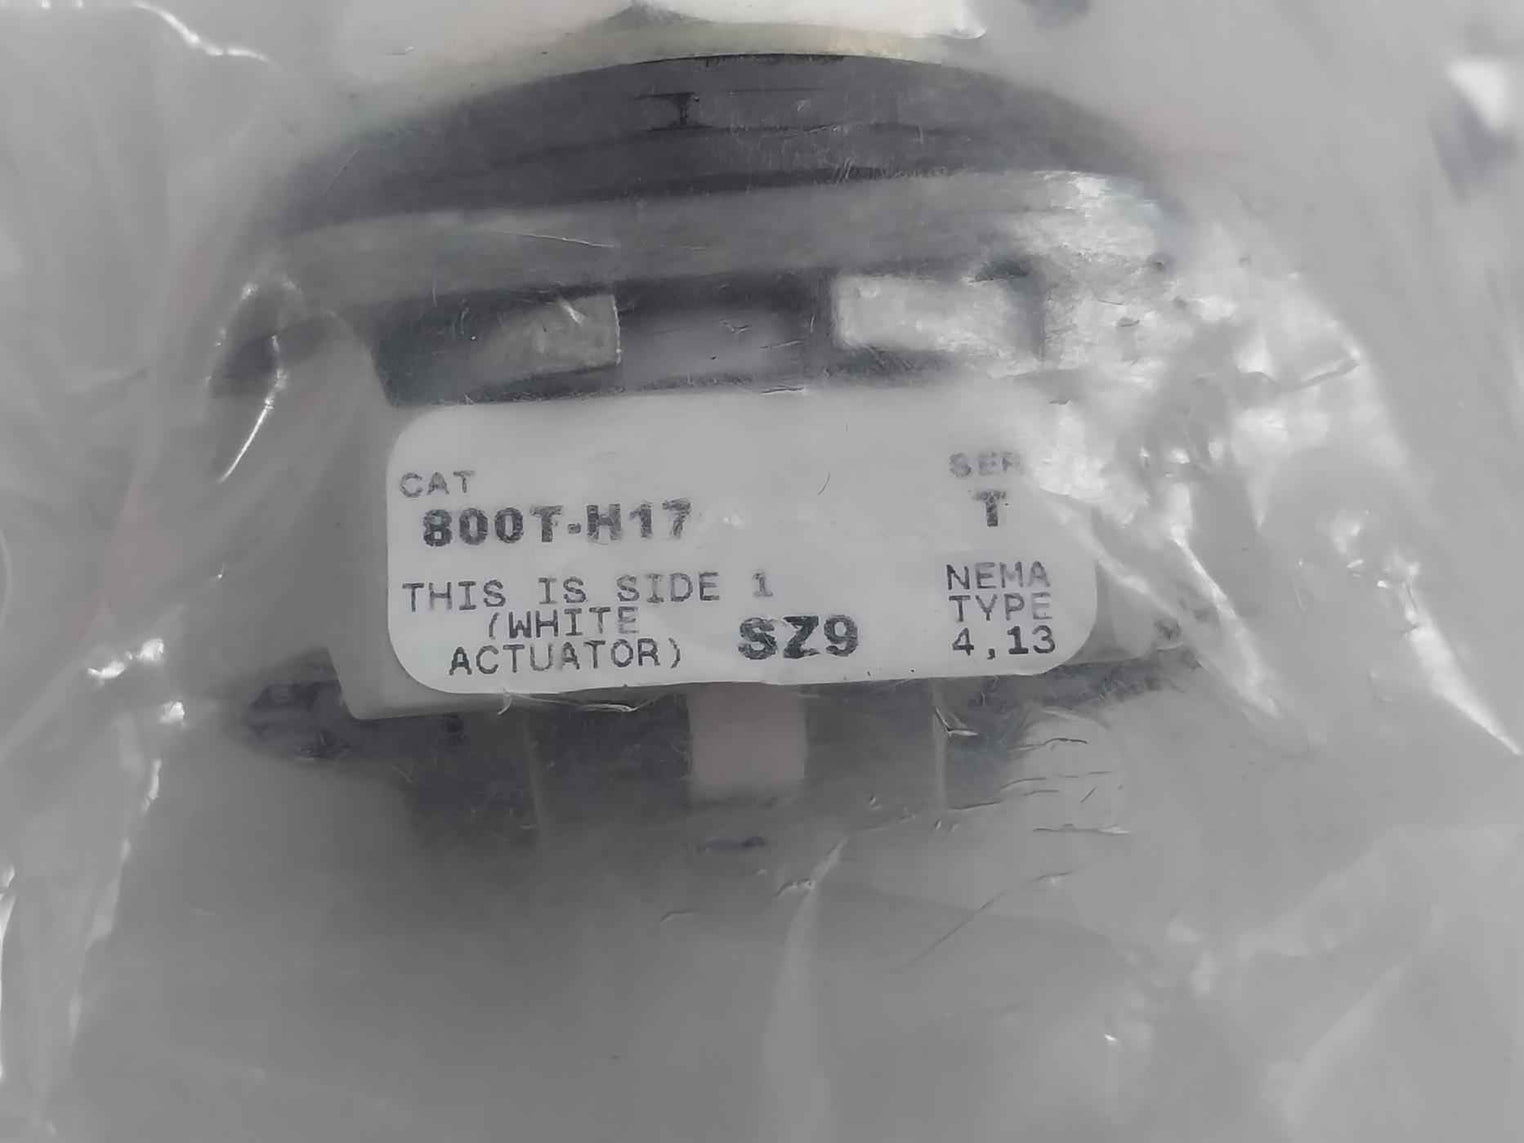 CAT
SER
800T-H17
T
THIS IS SIDE 1
(WHITE
ACTUATOR)
SZ9
NEMA
TYPE
4,13